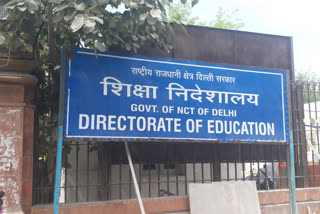 राष्ट्रीय राजधानी क्षेत्र दिल्ली सरकार
शिक्षा निदेशालय
GOVT. OF NCT OF DELHI
DIRECTORATE OF EDUCATION